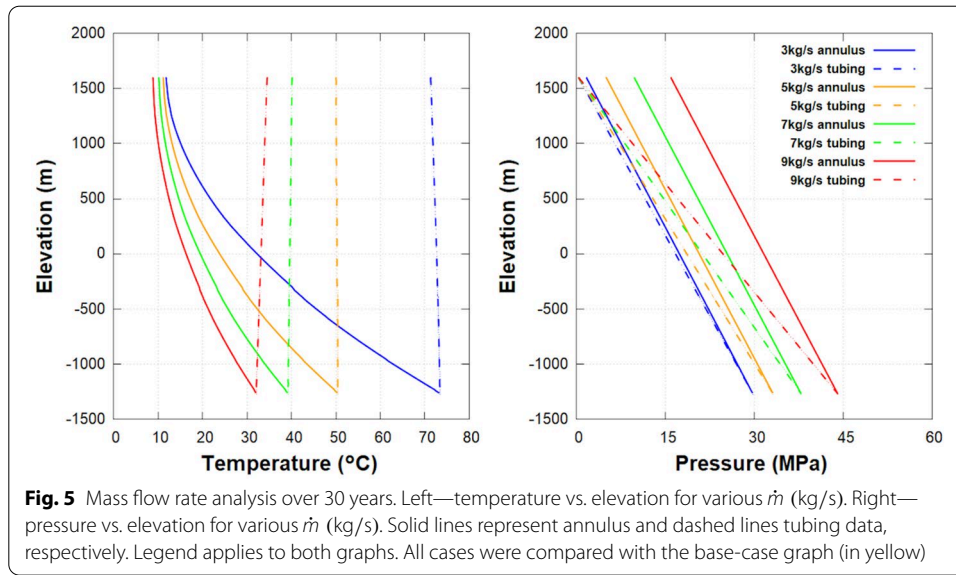 2000
1500
1000
500
0
-500
-1000
-1500
Elevation (m)
0 10 20 30 40 50 60 70 80
Temperature (°C)
2000
1500
1000
500
0
-500
-1000
-1500
Elevation (m)
0 15 30 45 60
Pressure (MPa)
3kg/s annulus
3kg/s tubing
5kg/s annulus
5kg/s tubing
7kg/s annulus
7kg/s tubing
9kg/s annulus
9kg/s tubing
Fig. 5 Mass flow rate analysis over 30 years. Left—temperature vs. elevation for various ṁ (kg/s). Right—
pressure vs. elevation for various ṁ (kg/s). Solid lines represent annulus and dashed lines tubing data,
respectively. Legend applies to both graphs. All cases were compared with the base-case graph (in yellow)